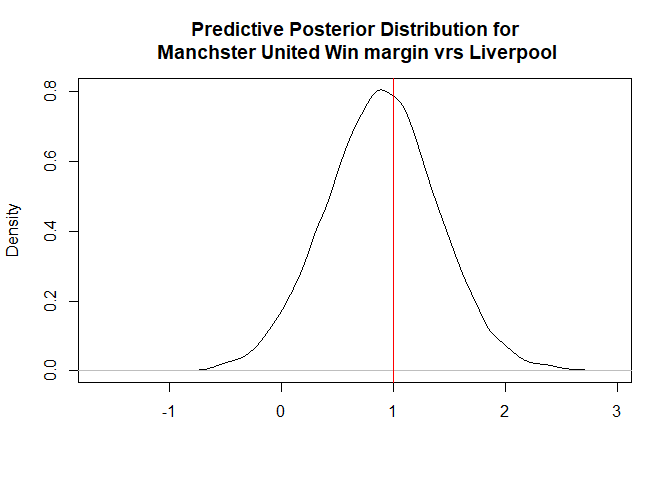 Predictive Posterior Distribution for
Manchster United Win margin vrs Liverpool
Density
0.8
0.6
0.4
0.2
0.0
-1 0 1 2 3